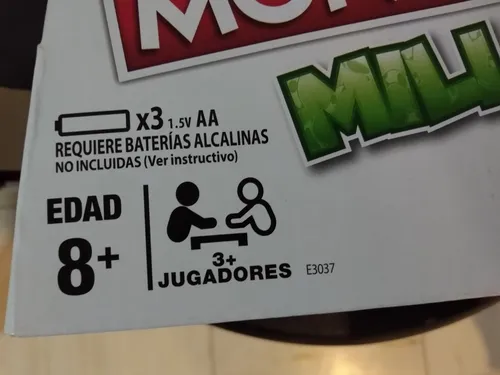 x3 1.5V AA
REQUIERE BATERÍAS ALCALINAS
NO INCLUIDAS (Ver instructivo)
EDAD
8+
3+
JUGADORES
E3037